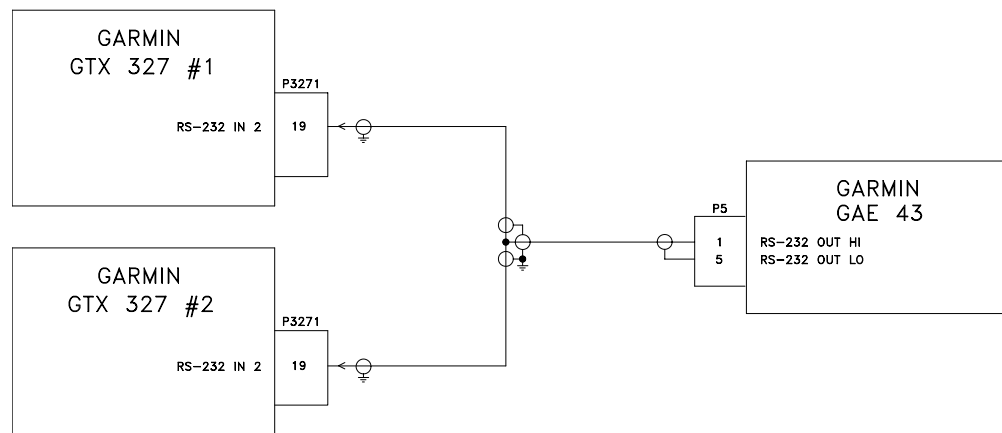 GARMIN
GTX 327 #1
P3271
RS-232 IN 2 19
GARMIN
GAE 43
P5
1 RS-232 OUT HI
5 RS-232 OUT LO
GARMIN
GTX 327 #2
P3271
RS-232 IN 2 19